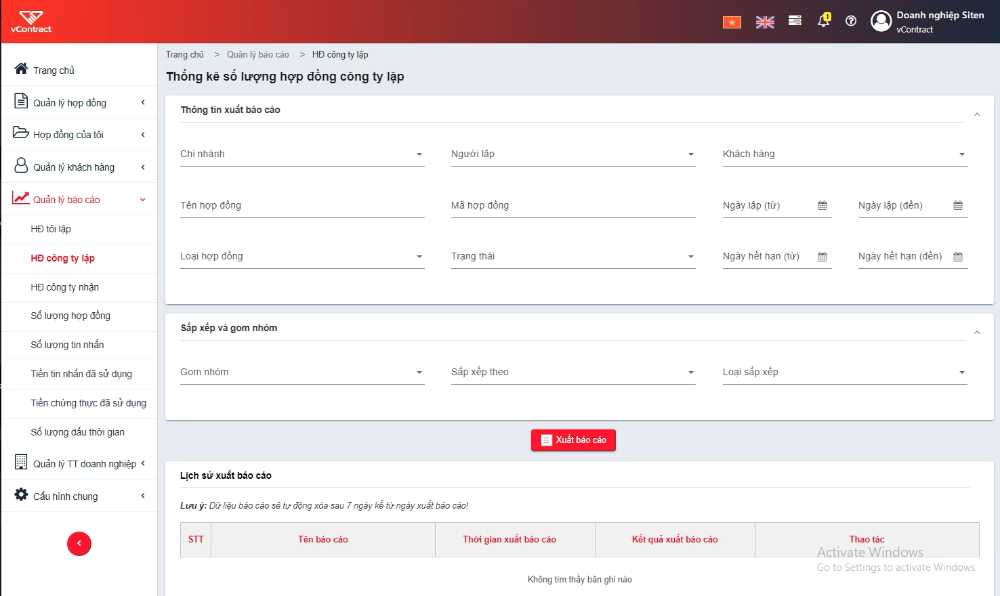 vContract
1
Doanh nghiệp Siten
vContract
Trang chủ
Quản lý hợp đồng
Hợp đồng của tôi
Quản lý khách hàng
Quản lý báo cáo
HĐ tôi lập
HĐ công ty lập
HĐ công ty nhận
Số lượng hợp đồng
Số lượng tin nhắn
Tiền tin nhắn đã sử dụng
Tiền chứng thực đã sử dụng
Số lượng dấu thời gian
Quản lý TT doanh nghiệp
Cấu hình chung
Trang chủ > Quản lý báo cáo > HĐ công ty lập
Thống kê số lượng hợp đồng công ty lập
Thông tin xuất báo cáo
Chi nhánh Người lập Khách hàng
Tên hợp đồng Mã hợp đồng Ngày lập (từ) Ngày lập (đến)
Loại hợp đồng Trạng thái Ngày hết hạn (từ) Ngày hết hạn (đến)
Sắp xếp và gom nhóm
Gom nhóm Sắp xếp theo Loại sắp xếp
Xuất báo cáo
Lịch sử xuất báo cáo
Lưu ý: Dữ liệu báo cáo sẽ tự động xóa sau 7 ngày kể từ ngày xuất báo cáo!
STT Tên báo cáo Thời gian xuất báo cáo Kết quả xuất báo cáo Thao tác
Không tìm thấy bản ghi nào
Activate Windows
Go to Settings to activate Windows.